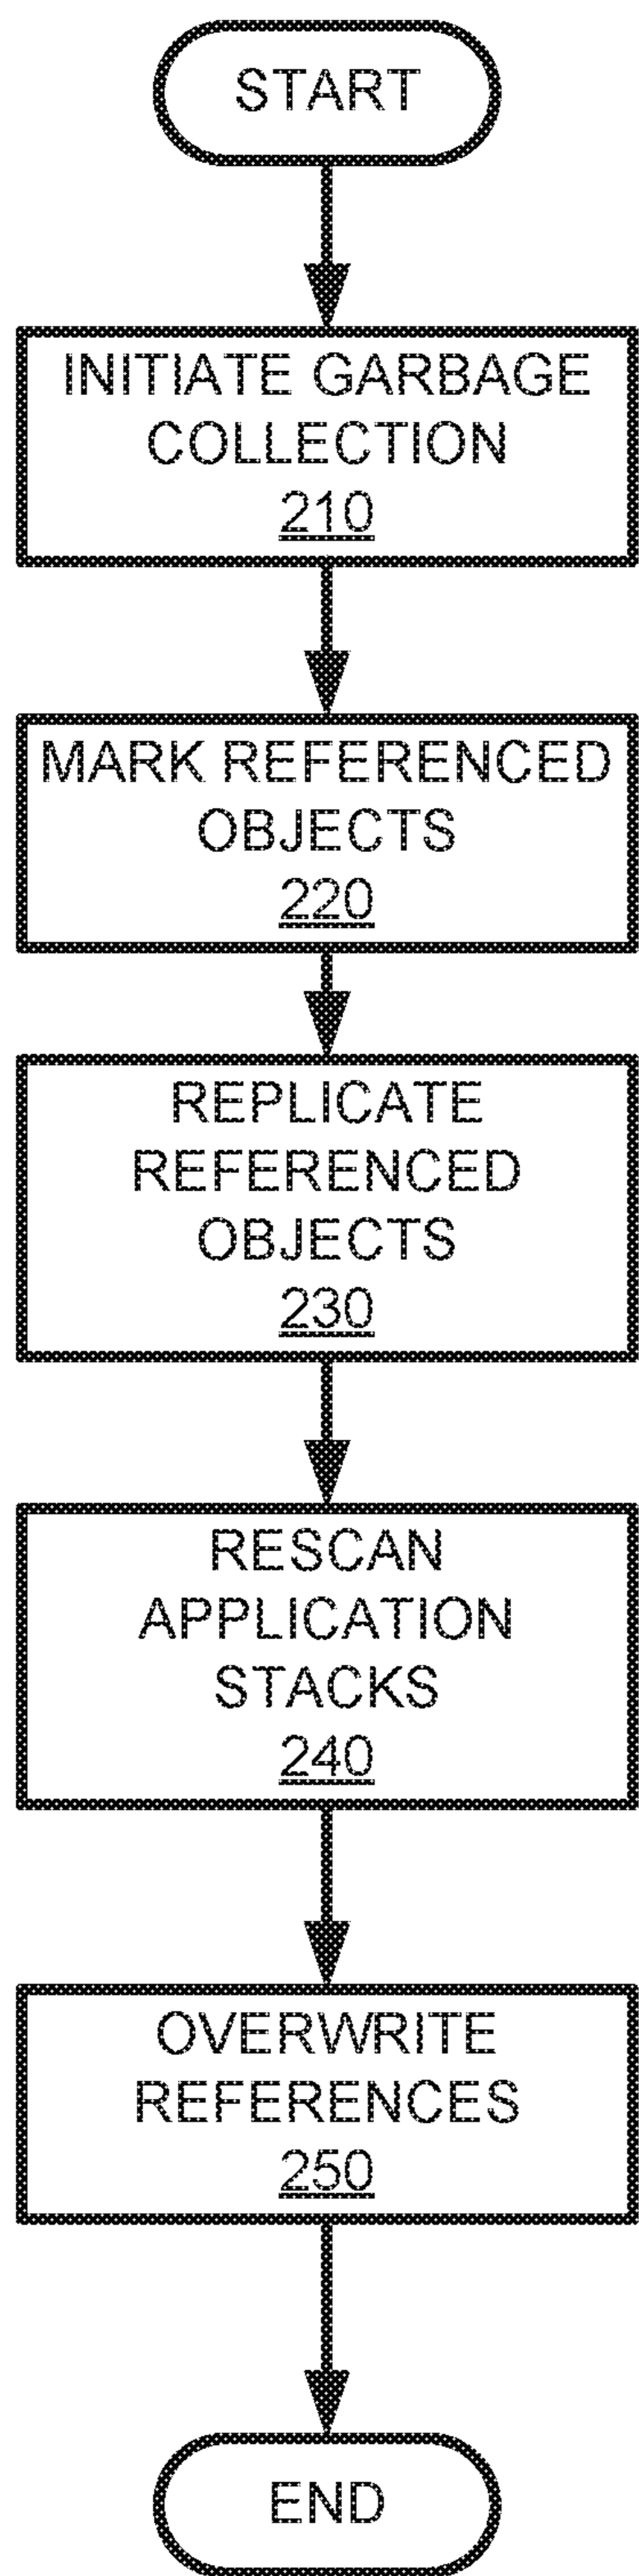 START
INITIATE GARBAGE
COLLECTION
210
MARK REFERENCED
OBJECTS
220
REPLICATE
REFERENCED
OBJECTS
230
RESCAN
APPLICATION
STACKS
240
OVERWRITE
REFERENCES
250
END